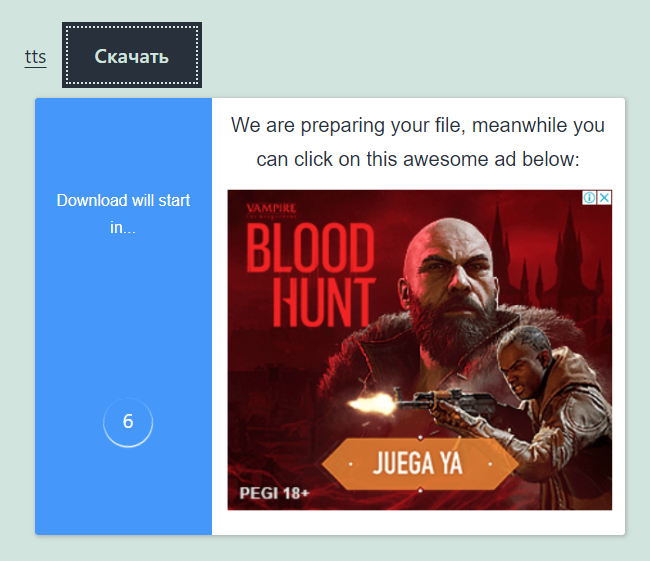 tts
Скачать
We are preparing your file, meanwhile you
can click on this awesome ad below:
Download will start
in...
6
VAMPIRE
THE MASQUERADE
BLOOD
HUNT
JUEGA YA
PEGI 18+